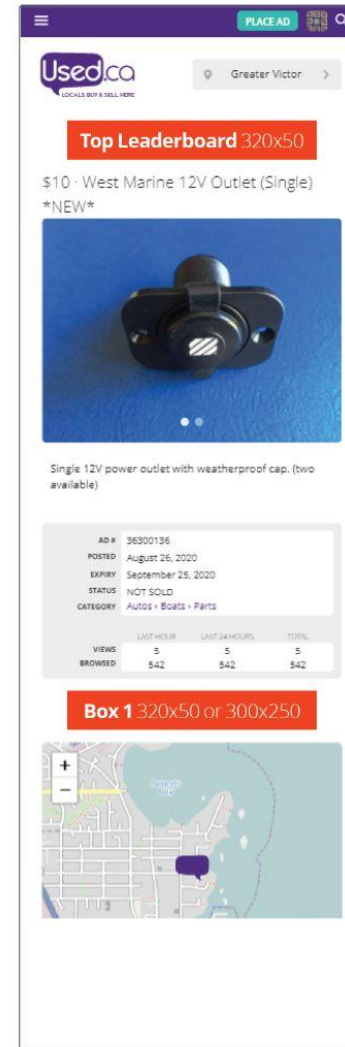 PLACE AD
Used.ca
LOCALS BUY & SELL HERE
Greater Victor
Top Leaderboard 320x50
$10 · West Marine 12V Outlet (Single)
*NEW*
Single 12V power outlet with weatherproof cap. (two
available)
AD # 36300136
POSTED August 26, 2020
EXPIRY September 25, 2020
STATUS NOT SOLD
CATEGORY Autos › Boats › Parts
LAST HOUR LAST 24 HOURS TOTAL
VIEWS 5 5 5
BROWSED 542 542 542
Box 1 320x50 or 300x250
+
Roberts
Bay
−